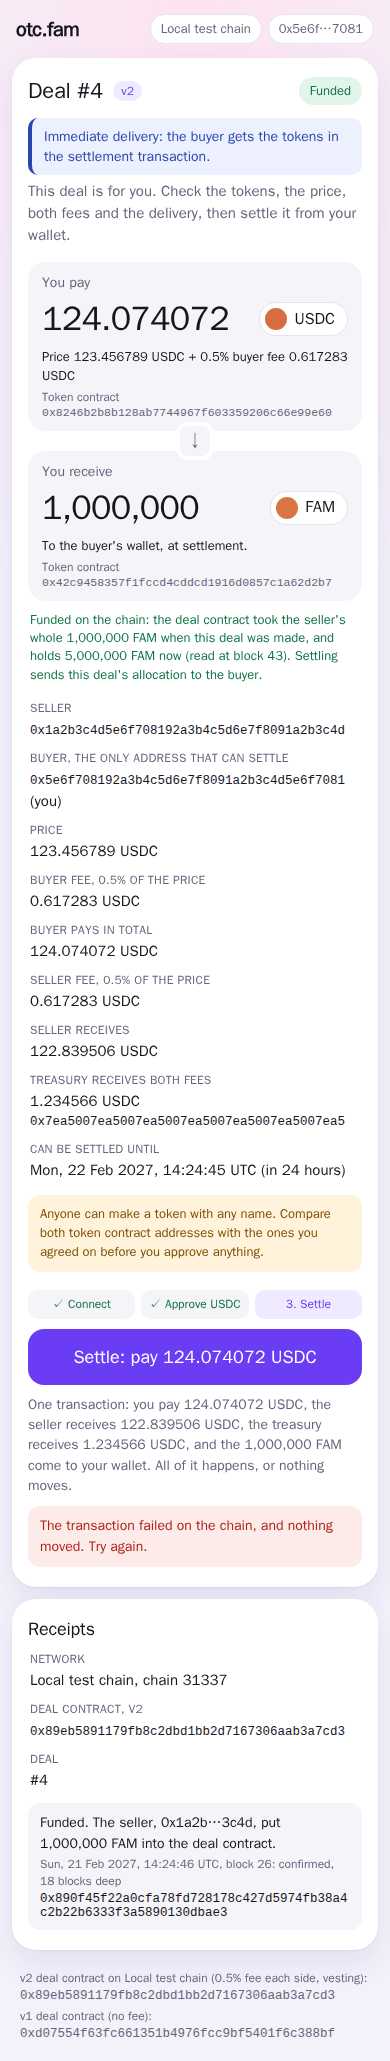 otc.fam
Local test chain
0x5e6f···7081
Deal #4
v2
Funded
Immediate delivery: the buyer gets the tokens in
the settlement transaction.
This deal is for you. Check the tokens, the price,
both fees and the delivery, then settle it from your
wallet.
You pay
124.074072
USDC
Price 123.456789 USDC + 0.5% buyer fee 0.617283
USDC
Token contract
0x8246b2b8b128ab7744967f603359206c66e99e60
↓
You receive
1,000,000
FAM
To the buyer's wallet, at settlement.
Token contract
0x42c9458357f1fccd4cddcd1916d0857c1a62d2b7
Funded on the chain: the deal contract took the seller's
whole 1,000,000 FAM when this deal was made, and
holds 5,000,000 FAM now (read at block 43). Settling
sends this deal's allocation to the buyer.
SELLER
0x1a2b3c4d5e6f708192a3b4c5d6e7f8091a2b3c4d
BUYER, THE ONLY ADDRESS THAT CAN SETTLE
0x5e6f708192a3b4c5d6e7f8091a2b3c4d5e6f7081
(you)
PRICE
123.456789 USDC
BUYER FEE, 0.5% OF THE PRICE
0.617283 USDC
BUYER PAYS IN TOTAL
124.074072 USDC
SELLER FEE, 0.5% OF THE PRICE
0.617283 USDC
SELLER RECEIVES
122.839506 USDC
TREASURY RECEIVES BOTH FEES
1.234566 USDC
0x7ea5007ea5007ea5007ea5007ea5007ea5007ea5
CAN BE SETTLED UNTIL
Mon, 22 Feb 2027, 14:24:45 UTC (in 24 hours)
Anyone can make a token with any name. Compare
both token contract addresses with the ones you
agreed on before you approve anything.
✓ Connect
✓ Approve USDC
3. Settle
Settle: pay 124.074072 USDC
One transaction: you pay 124.074072 USDC, the
seller receives 122.839506 USDC, the treasury
receives 1.234566 USDC, and the 1,000,000 FAM
come to your wallet. All of it happens, or nothing
moves.
The transaction failed on the chain, and nothing
moved. Try again.
Receipts
NETWORK
Local test chain, chain 31337
DEAL CONTRACT, V2
0x89eb5891179fb8c2dbd1bb2d7167306aab3a7cd3
DEAL
#4
Funded. The seller, 0x1a2b···3c4d, put
1,000,000 FAM into the deal contract.
Sun, 21 Feb 2027, 14:24:46 UTC, block 26: confirmed,
18 blocks deep
0x890f45f22a0cfa78fd728178c427d5974fb38a4
c2b22b6333f3a5890130dbae3
v2 deal contract on Local test chain (0.5% fee each side, vesting):
0x89eb5891179fb8c2dbd1bb2d7167306aab3a7cd3
v1 deal contract (no fee):
0xd07554f63fc661351b4976fcc9bf5401f6c388bf